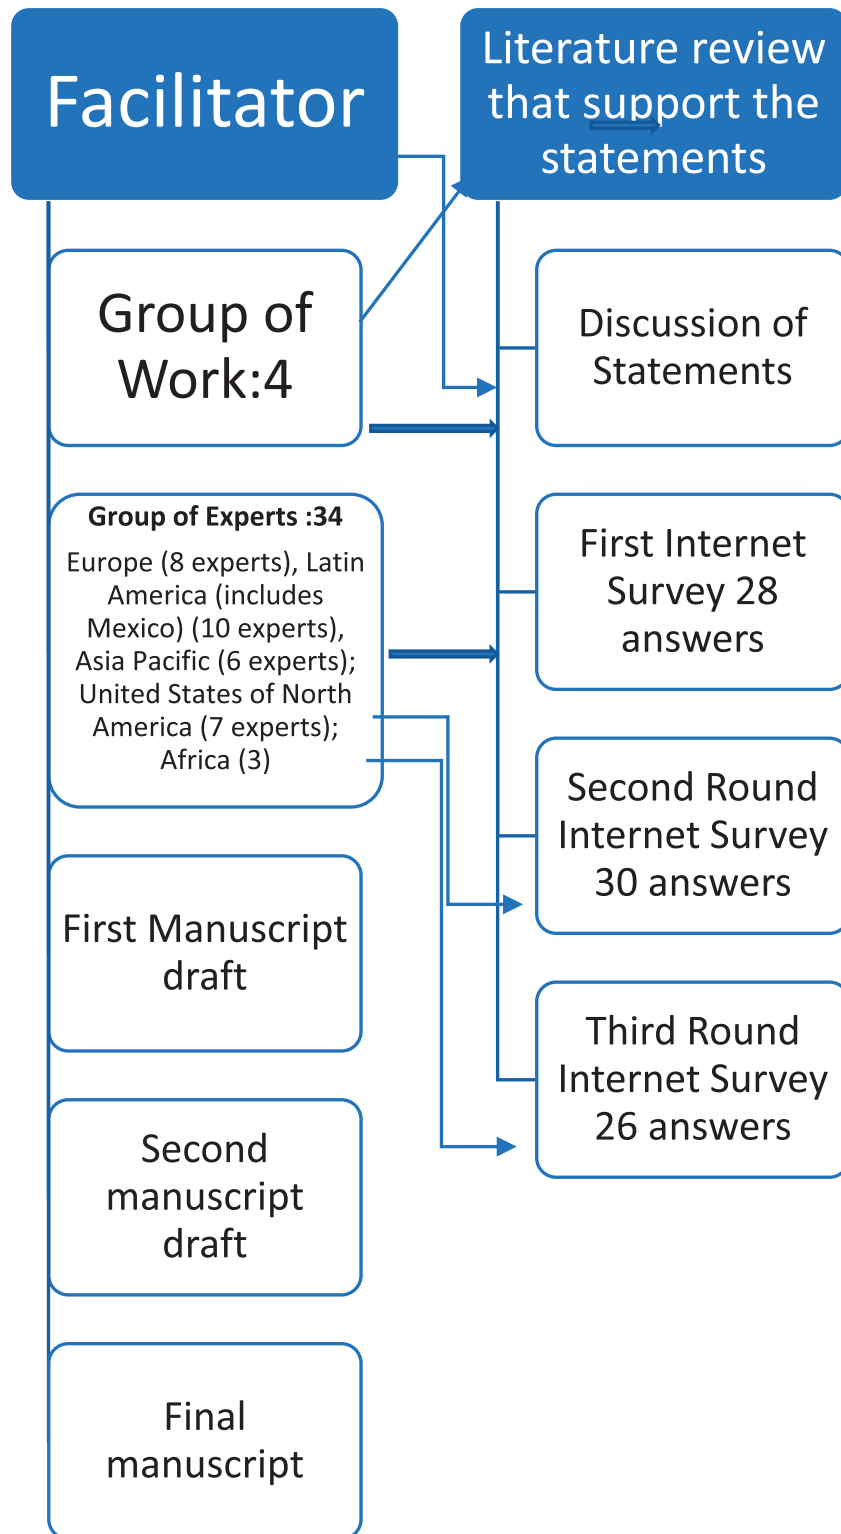 Facilitator
Group of
Work:4
Group of Experts :34
Europe (8 experts), Latin
America (includes
Mexico) (10 experts),
Asia Pacific (6 experts);
United States of North
America (7 experts);
Africa (3)
First Manuscript
draft
Second
manuscript
draft
Final
manuscript
Literature review
that support the
statements
Discussion of
Statements
First Internet
Survey 28
answers
Second Round
Internet Survey
30 answers
Third Round
Internet Survey
26 answers